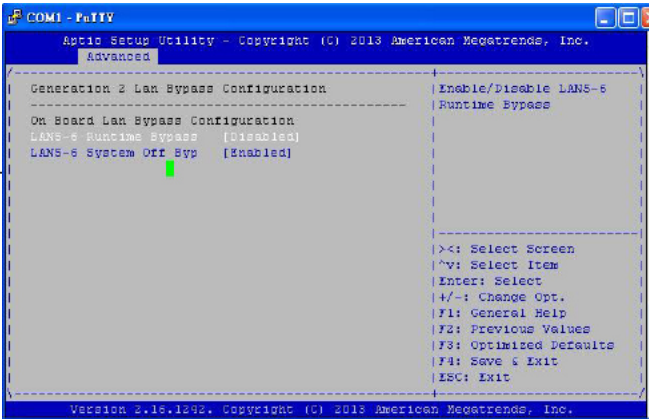 COM1 - PuTTY
Aptio Setup Utility - Copyright (C) 2013 American Megatrends, Inc.
Advanced
Generation 2 Lan Bypass Configuration
On Board Lan Bypass Configuration
LAN5-6 Runtime Bypass [Disabled]
LAN5-6 System Off Byp [Enabled]
Enable/Disable LAN5-6
Runtime Bypass
><: Select Screen
^v: Select Item
Enter: Select
+/-: Change Opt.
F1: General Help
F2: Previous Values
F3: Optimized Defaults
F4: Save & Exit
ESC: Exit
Version 2.16.1242. Copyright (C) 2013 American Megatrends, Inc.